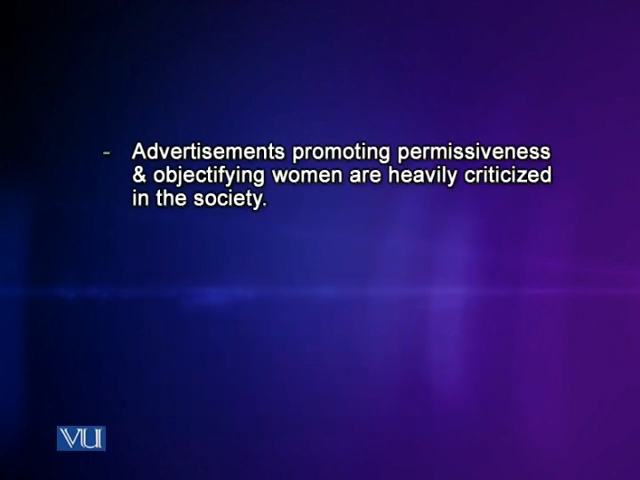 - Advertisements promoting permissiveness
& objectifying women are heavily criticized
in the society.
VU